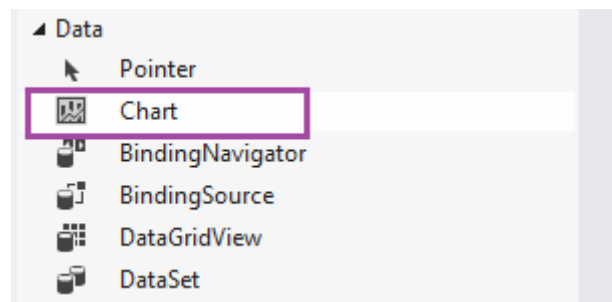 Data
Pointer
Chart
BindingNavigator
BindingSource
DataGridView
DataSet